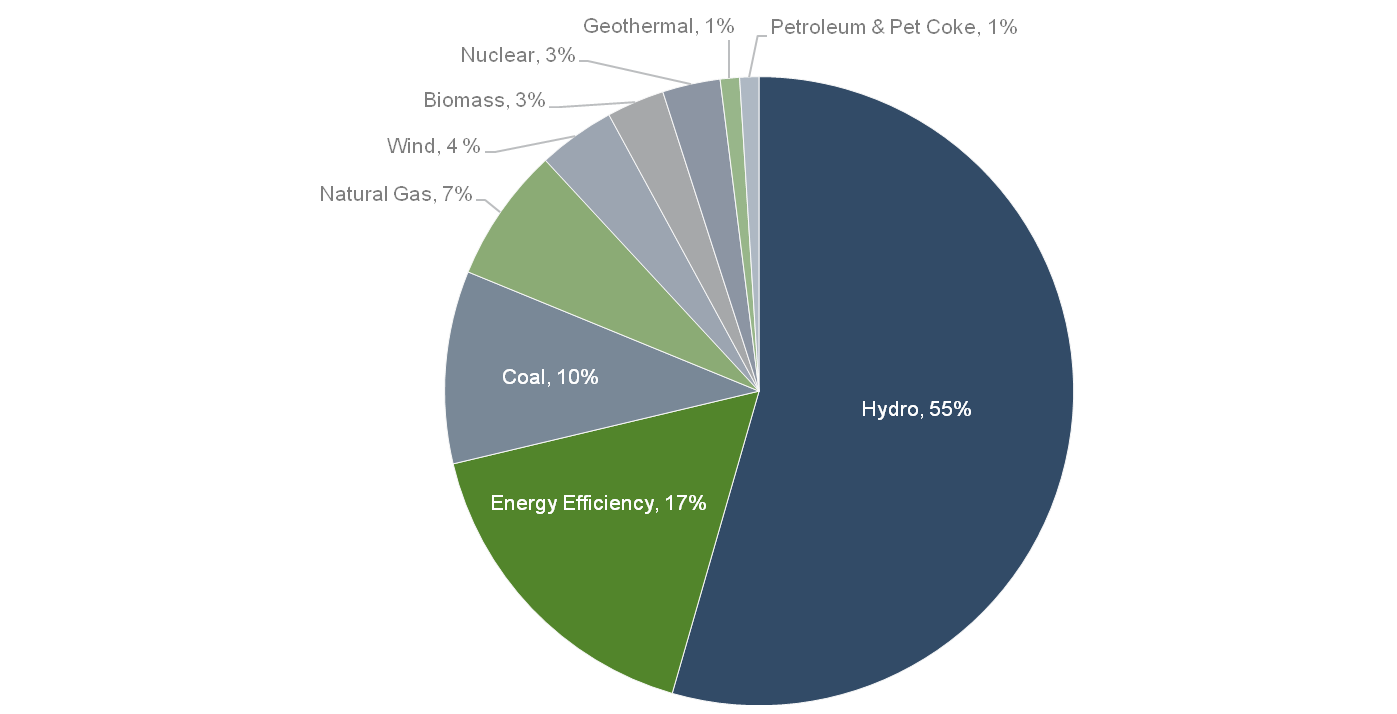 Geothermal, 1%
Petroleum & Pet Coke, 1%
Nuclear, 3%
Biomass, 3%
Wind, 4 %
Natural Gas, 7%
Coal, 10%
Hydro, 55%
Energy Efficiency, 17%